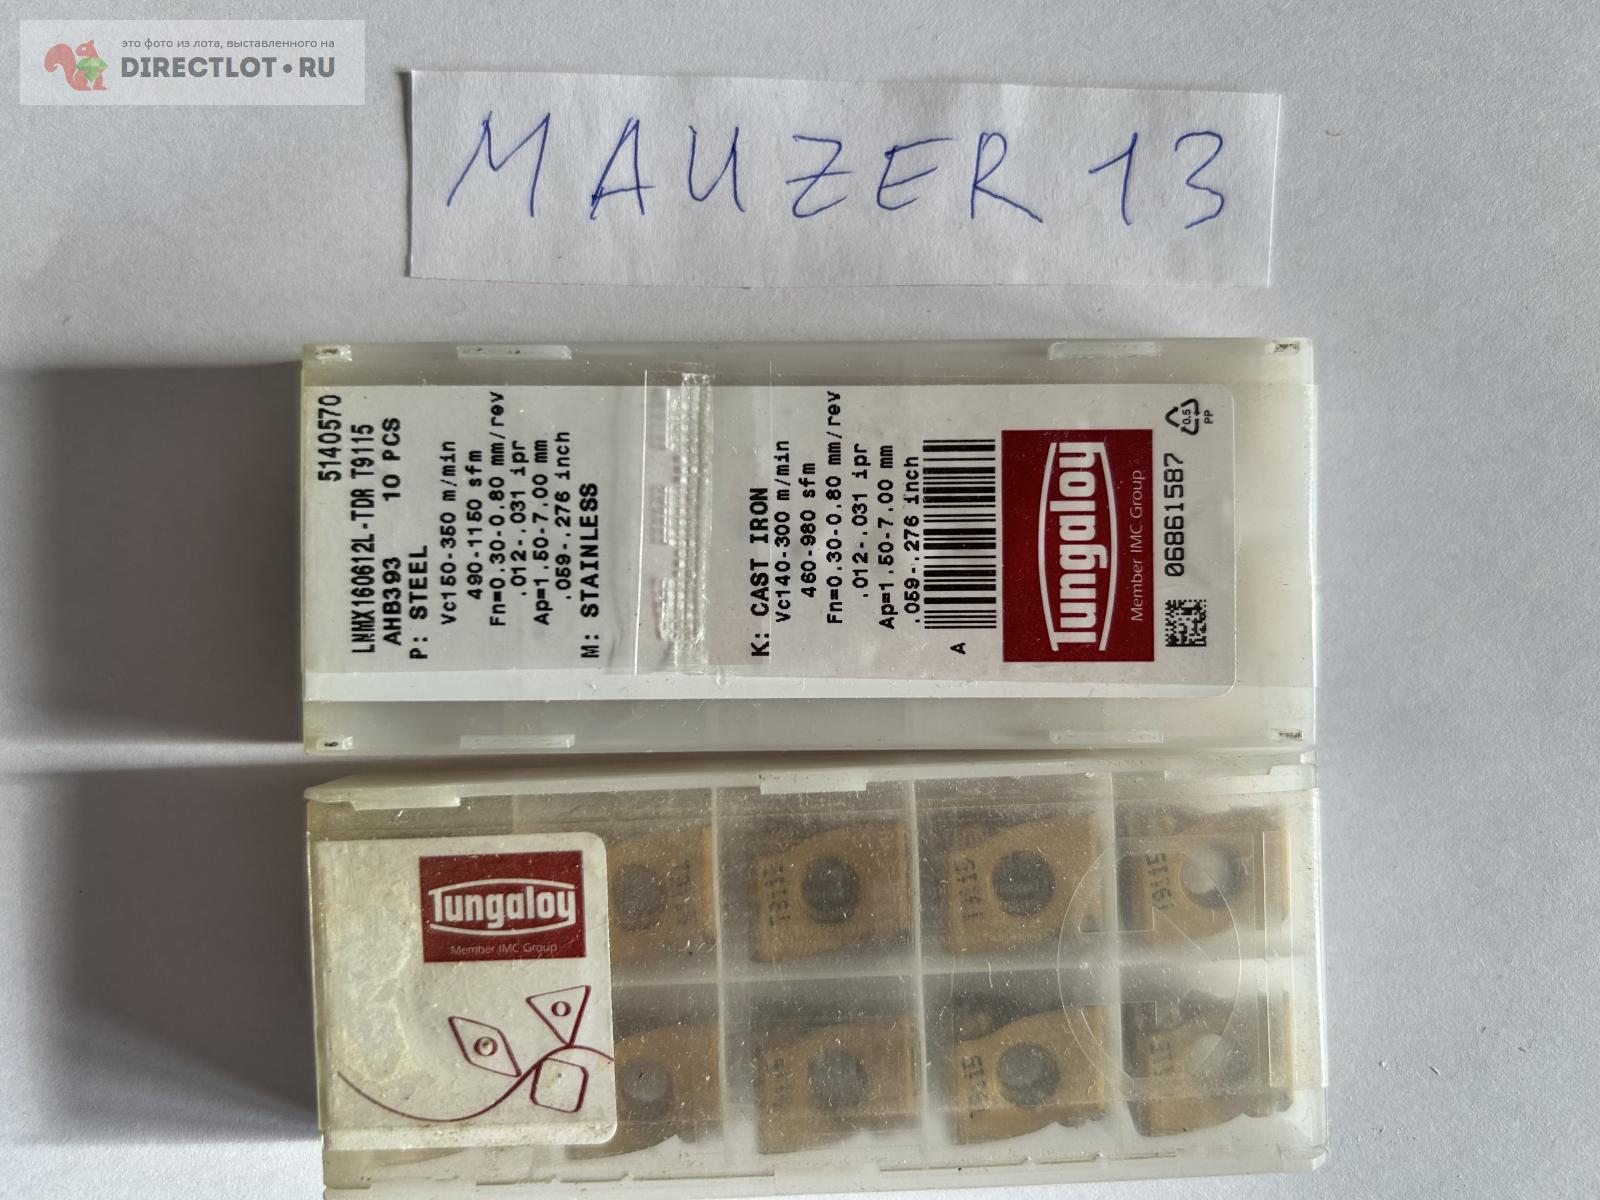 это фото из лота, выставленного на
DIRECTLOT•RU
MAUZER 13
5140570
LNMX160612L-TDR T9115
AHB393 10 PCS
P: STEEL
Vc150-350 m/min
490-1150 sfm
Fn=0.30-0.80 mm/rev
.012-.031 ipr
Ap=1.50-7.00 mm
.059-.276 inch
M: STAINLESS
K: CAST IRON
Vc140-300 m/min
460-980 sfm
Fn=0.30-0.80 mm/rev
.012-.031 ipr
Ap=1.50-7.00 mm
.059-.276 inch
A
Tungaloy
Member IMC Group
06861587
0.5
PP
Tungaloy
Member IMC Group
T9115
T9115
T9115
T9115